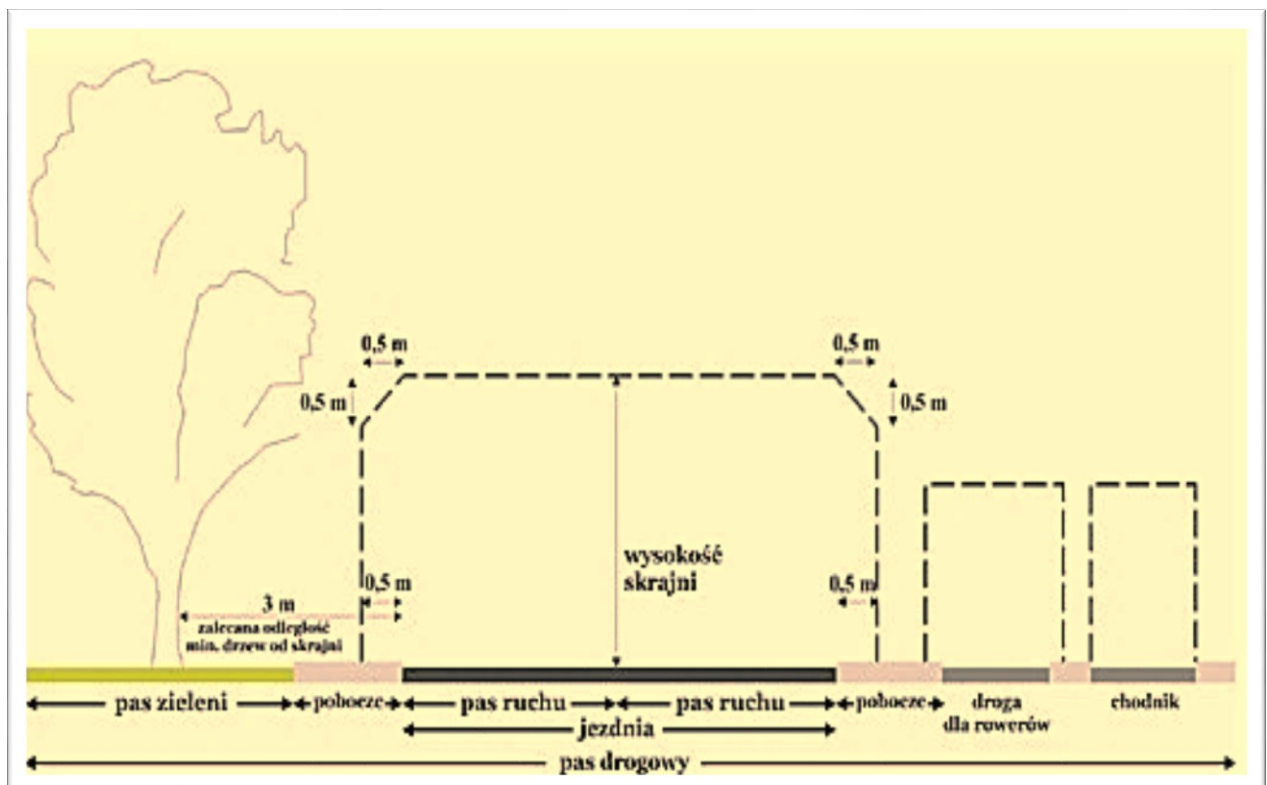 0,5 m
0,5 m
0,5 m
0,5 m
wysokość
skrajni
0,5 m
0,5 m
3 m
zalecana odległość
min. drzew od skrajni
pas zieleni
pobocze
pas ruchu
pas ruchu
pobocze
droga
dla rowerów
chodnik
jezdnia
pas drogowy